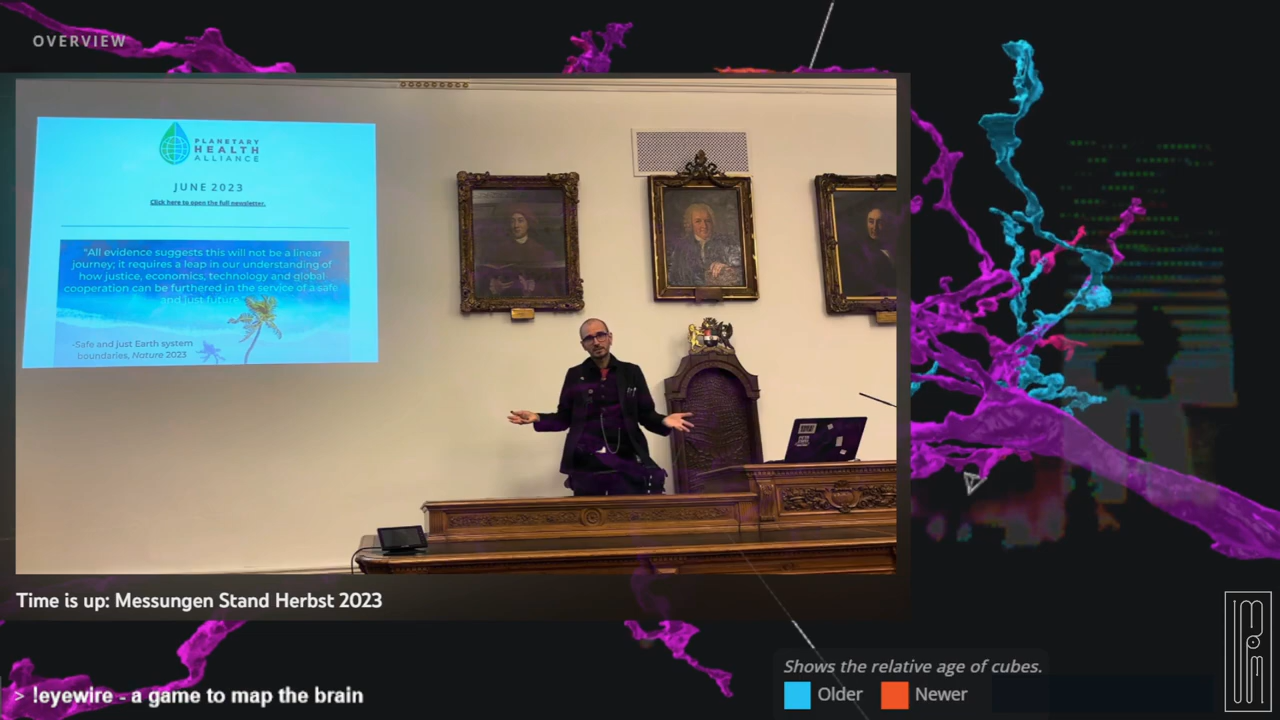 OVERVIEW
PLANETARY
HEALTH
ALLIANCE
JUNE 2023
Click here to open the full newsletter.
"All evidence suggests this will not be a linear
journey; it requires a leap in our understanding of
how justice, economics, technology and global
cooperation can be furthered in the service of a safe
and just future."
-Safe and just Earth system
boundaries, Nature 2023
Time is up: Messungen Stand Herbst 2023
> !eyewire - a game to map the brain
Shows the relative age of cubes.
Older
Newer